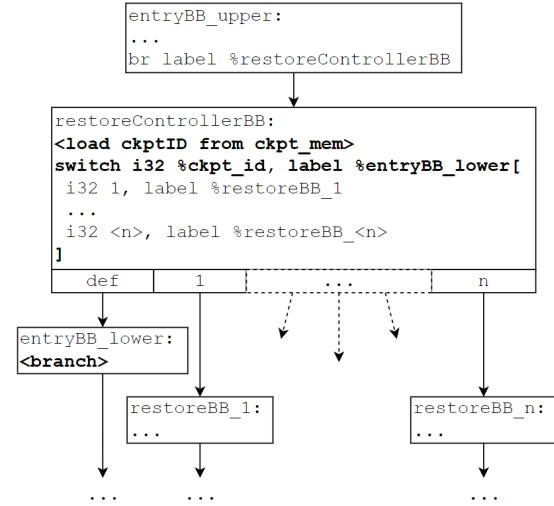 entryBB_upper:
...
br label %restoreControllerBB
restoreControllerBB:
<load ckptID from ckpt_mem>
switch i32 %ckpt_id, label %entryBB_lower[
i32 1, label %restoreBB_1
...
i32 <n>, label %restoreBB_<n>
]
def 1 ... n
entryBB_lower:
<branch>
restoreBB_1:
...
restoreBB_n:
...
... ... ...